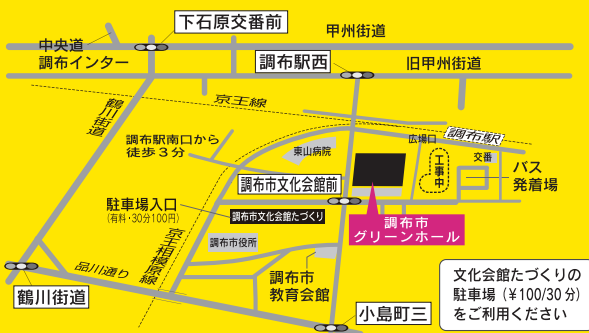 下石原交番前
甲州街道
中央道
調布インター
調布駅西
旧甲州街道
鶴川街道
京王線
調布駅南口から
徒歩3分
東山病院
広場口
調布駅
工事中
交番
バス
発着場
調布市文化会館前
駐車場入口
(有料・30分100円)
調布市文化会館たづくり
調布市
グリーンホール
京王相模原線
調布市役所
品川通り
調布市
教育会館
鶴川街道
小島町三
文化会館たづくりの
駐車場(¥100/30分)
をご利用ください